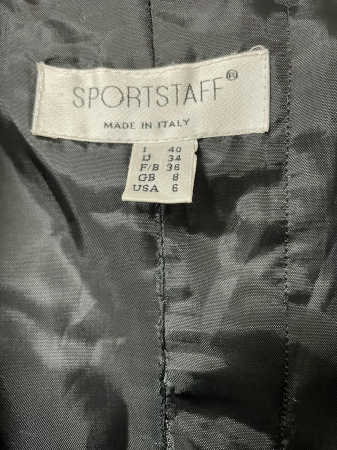 SPORTSTAFF®
MADE IN ITALY
I 40
D 34
F/B 36
GB 8
USA 6